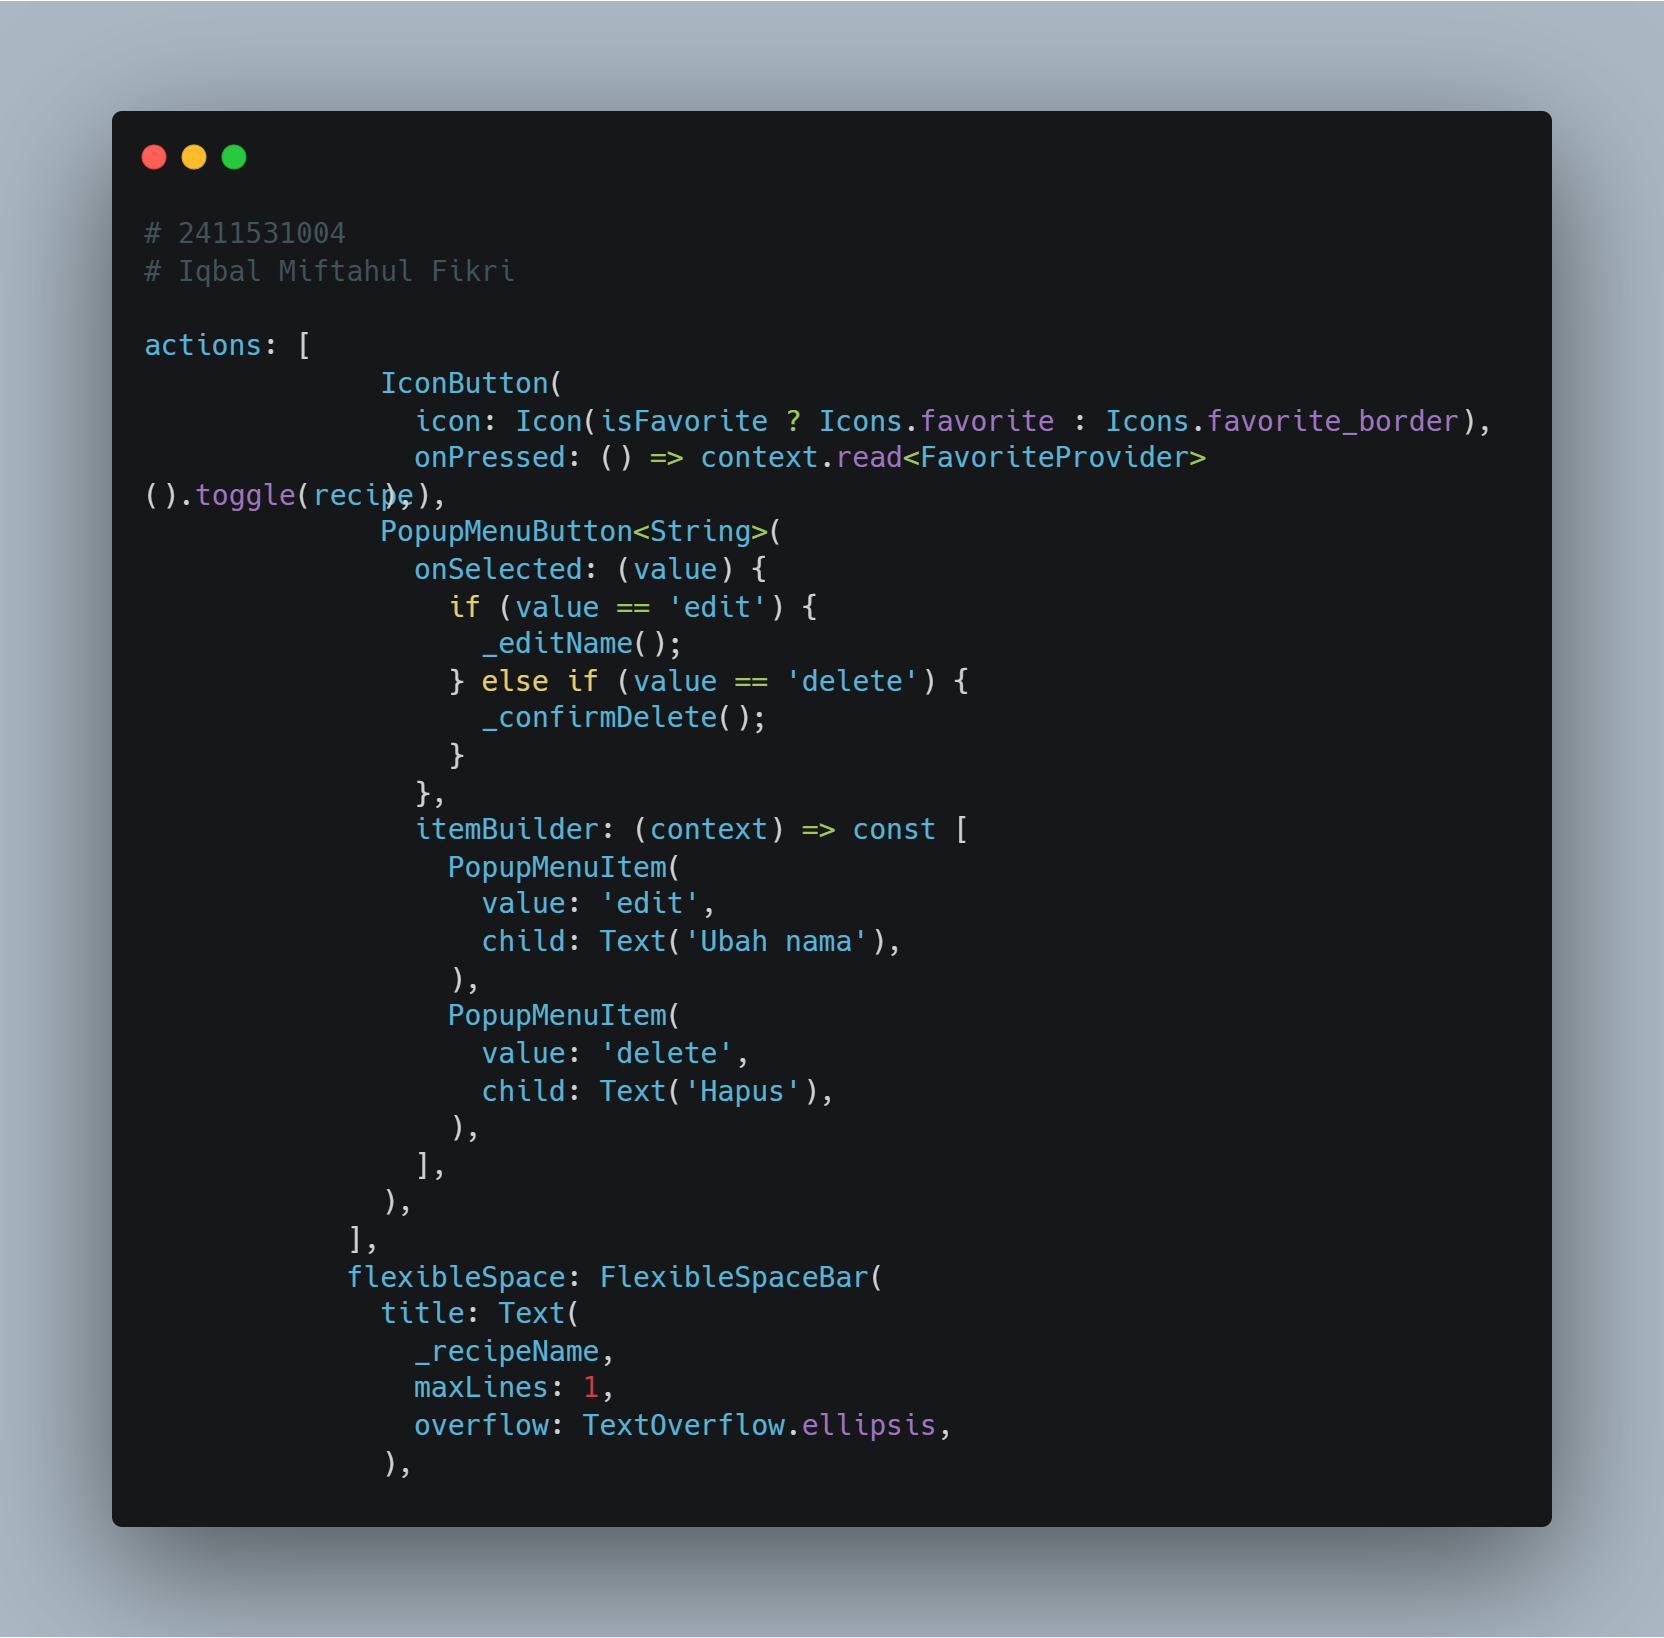 # 2411531004
# Iqbal Miftahul Fikri

actions: [
              IconButton(
                icon: Icon(isFavorite ? Icons.favorite : Icons.favorite_border),
                onPressed: () => context.read<FavoriteProvider>
().toggle(recipe),
              ),
              PopupMenuButton<String>(
                onSelected: (value) {
                  if (value == 'edit') {
                    _editName();
                  } else if (value == 'delete') {
                    _confirmDelete();
                  }
                },
                itemBuilder: (context) => const [
                  PopupMenuItem(
                    value: 'edit',
                    child: Text('Ubah nama'),
                  ),
                  PopupMenuItem(
                    value: 'delete',
                    child: Text('Hapus'),
                  ),
                ],
              ),
            ],
            flexibleSpace: FlexibleSpaceBar(
              title: Text(
                _recipeName,
                maxLines: 1,
                overflow: TextOverflow.ellipsis,
              ),